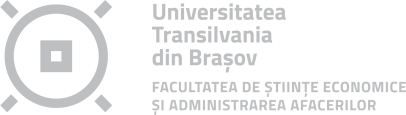 Universitatea
Transilvania
din Brașov
FACULTATEA DE ȘTIINȚE ECONOMICE
ȘI ADMINISTRAREA AFACERILOR